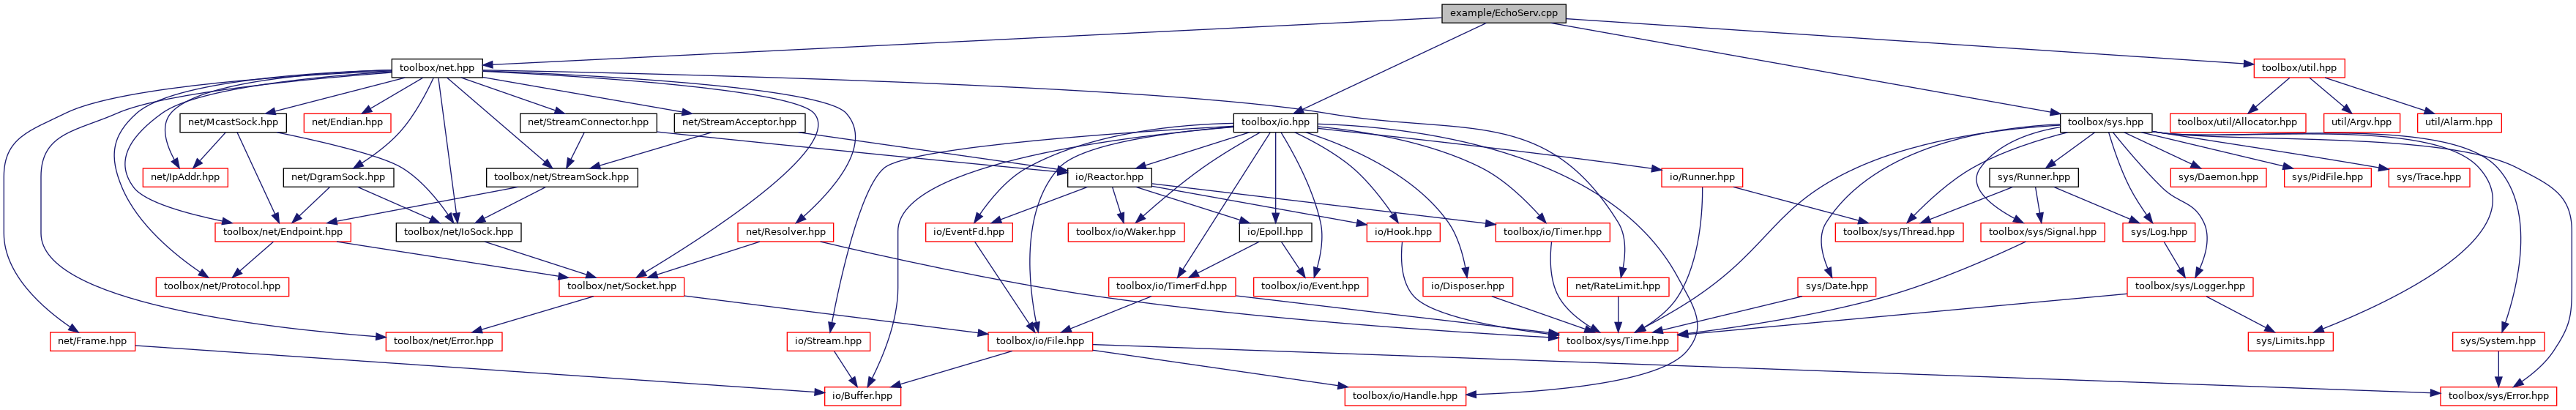 example/EchoServ.cpp
toolbox/net.hpp
toolbox/util.hpp
net/McastSock.hpp
net/Endian.hpp
net/StreamConnector.hpp
net/StreamAcceptor.hpp
toolbox/io.hpp
toolbox/sys.hpp
toolbox/util/Allocator.hpp
util/Argv.hpp
util/Alarm.hpp
net/IpAddr.hpp
net/DgramSock.hpp
toolbox/net/StreamSock.hpp
io/Reactor.hpp
io/Runner.hpp
sys/Runner.hpp
sys/Daemon.hpp
sys/PidFile.hpp
sys/Trace.hpp
toolbox/net/Endpoint.hpp
toolbox/net/IoSock.hpp
net/Resolver.hpp
io/EventFd.hpp
toolbox/io/Waker.hpp
io/Epoll.hpp
io/Hook.hpp
toolbox/io/Timer.hpp
toolbox/sys/Thread.hpp
toolbox/sys/Signal.hpp
sys/Log.hpp
toolbox/net/Protocol.hpp
toolbox/net/Socket.hpp
toolbox/io/TimerFd.hpp
toolbox/io/Event.hpp
io/Disposer.hpp
net/RateLimit.hpp
sys/Date.hpp
toolbox/sys/Logger.hpp
net/Frame.hpp
toolbox/net/Error.hpp
io/Stream.hpp
toolbox/io/File.hpp
toolbox/sys/Time.hpp
sys/Limits.hpp
sys/System.hpp
io/Buffer.hpp
toolbox/io/Handle.hpp
toolbox/sys/Error.hpp